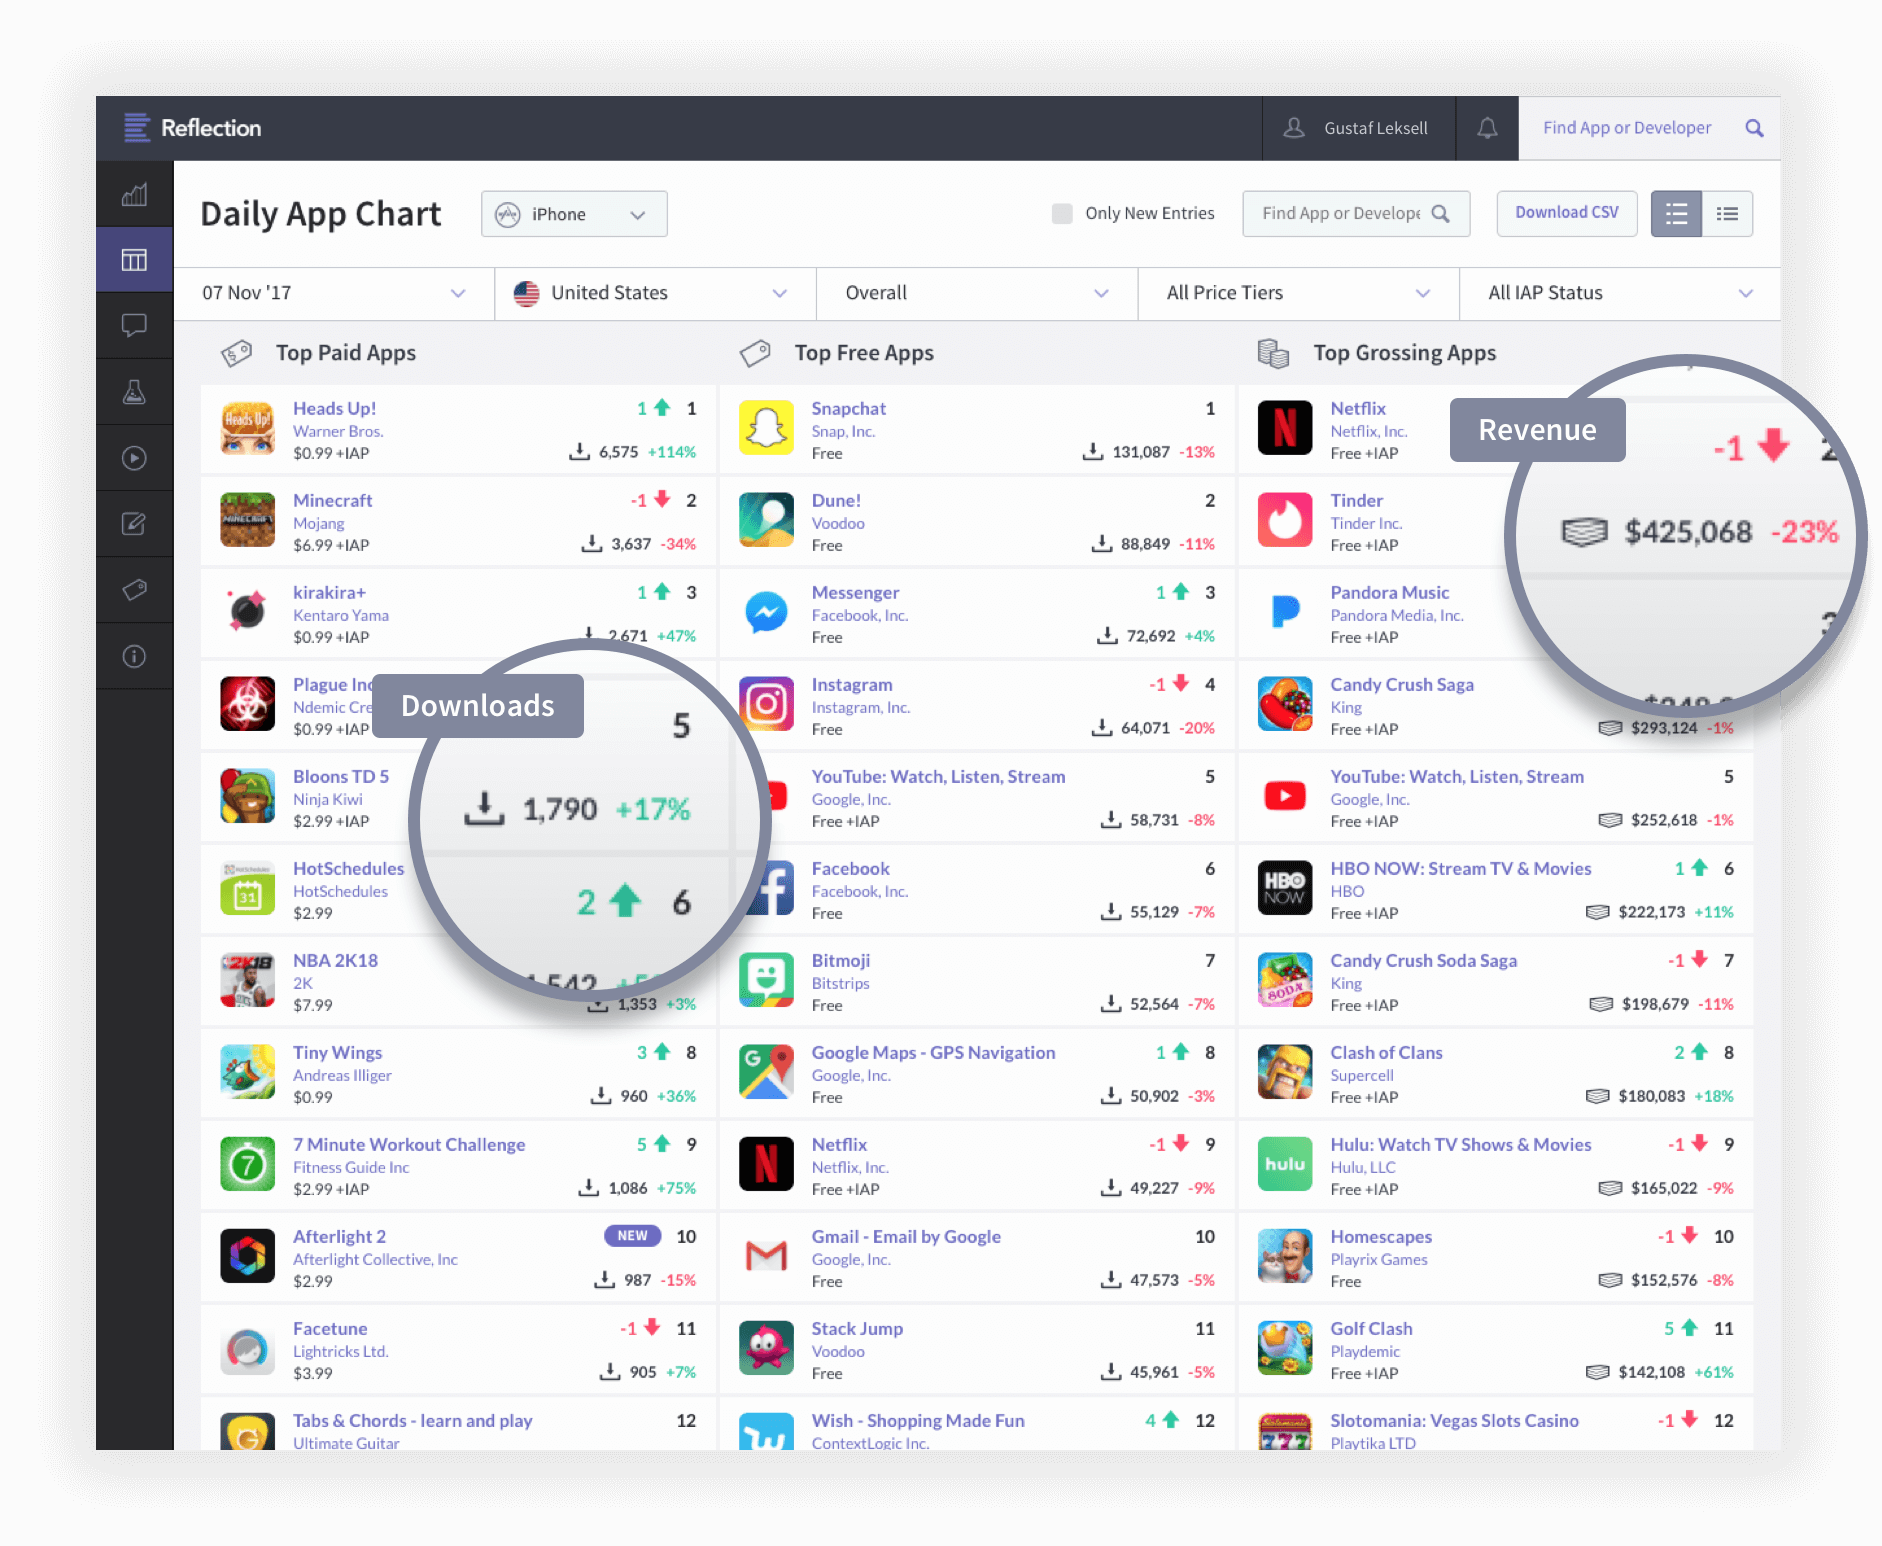 Reflection
Gustaf Leksell
Find App or Developer
Daily App Chart
iPhone
Only New Entries
Find App or Develope
Download CSV
07 Nov '17
United States
Overall
All Price Tiers
All IAP Status
Top Paid Apps
Heads Up!
1 1
Warner Bros.
$0.99 +IAP
6,575 +114%
Minecraft
-1 2
Mojang
$6.99 +IAP
3,637 -34%
kirakira+
1 3
Kentaro Yama
$0.99 +IAP
2,671 +47%
Plague Inc
Ndemic Cre
$0.99 +IAP
Downloads
5
Bloons TD 5
Ninja Kiwi
$2.99 +IAP
1,790 +17%
HotSchedules
2 6
HotSchedules
$2.99
NBA 2K18
2K
$7.99
1,353 +3%
Tiny Wings
3 8
Andreas Illiger
$0.99
960 +36%
7 Minute Workout Challenge
5 9
Fitness Guide Inc
$2.99 +IAP
1,086 +75%
Afterlight 2
NEW 10
Afterlight Collective, Inc
$2.99
987 -15%
Facetune
-1 11
Lightricks Ltd.
$3.99
905 +7%
Tabs & Chords - learn and play
12
Ultimate Guitar
Top Free Apps
Snapchat
1
Snap, Inc.
Free
131,087 -13%
Dune!
2
Voodoo
Free
88,849 -11%
Messenger
1 3
Facebook, Inc.
Free
72,692 +4%
Instagram
-1 4
Instagram, Inc.
Free
64,071 -20%
YouTube: Watch, Listen, Stream
5
Google, Inc.
Free +IAP
58,731 -8%
Facebook
6
Facebook, Inc.
Free
55,129 -7%
Bitmoji
7
Bitstrips
Free
52,564 -7%
Google Maps - GPS Navigation
1 8
Google, Inc.
Free
50,902 -3%
Netflix
-1 9
Netflix, Inc.
Free +IAP
49,227 -9%
Gmail - Email by Google
10
Google, Inc.
Free
47,573 -5%
Stack Jump
11
Voodoo
Free
45,961 -5%
Wish - Shopping Made Fun
4 12
ContextLogic Inc.
Top Grossing Apps
Netflix
Netflix, Inc.
Free +IAP
Revenue
-1 2
Tinder
Tinder Inc.
Free +IAP
$425,068 -23%
Pandora Music
3
Pandora Media, Inc.
Free +IAP
Candy Crush Saga
King
Free +IAP
$293,124 -1%
YouTube: Watch, Listen, Stream
5
Google, Inc.
Free +IAP
$252,618 -1%
HBO NOW
HBO NOW: Stream TV & Movies
1 6
HBO
Free +IAP
$222,173 +11%
Candy Crush Soda Saga
-1 7
King
Free +IAP
$198,679 -11%
Clash of Clans
2 8
Supercell
Free +IAP
$180,083 +18%
hulu
Hulu: Watch TV Shows & Movies
-1 9
Hulu, LLC
Free +IAP
$165,022 -9%
Homescapes
-1 10
Playrix Games
Free
$152,576 -8%
Golf Clash
5 11
Playdemic
Free +IAP
$142,108 +61%
Slotomania: Vegas Slots Casino
-1 12
Playtika LTD